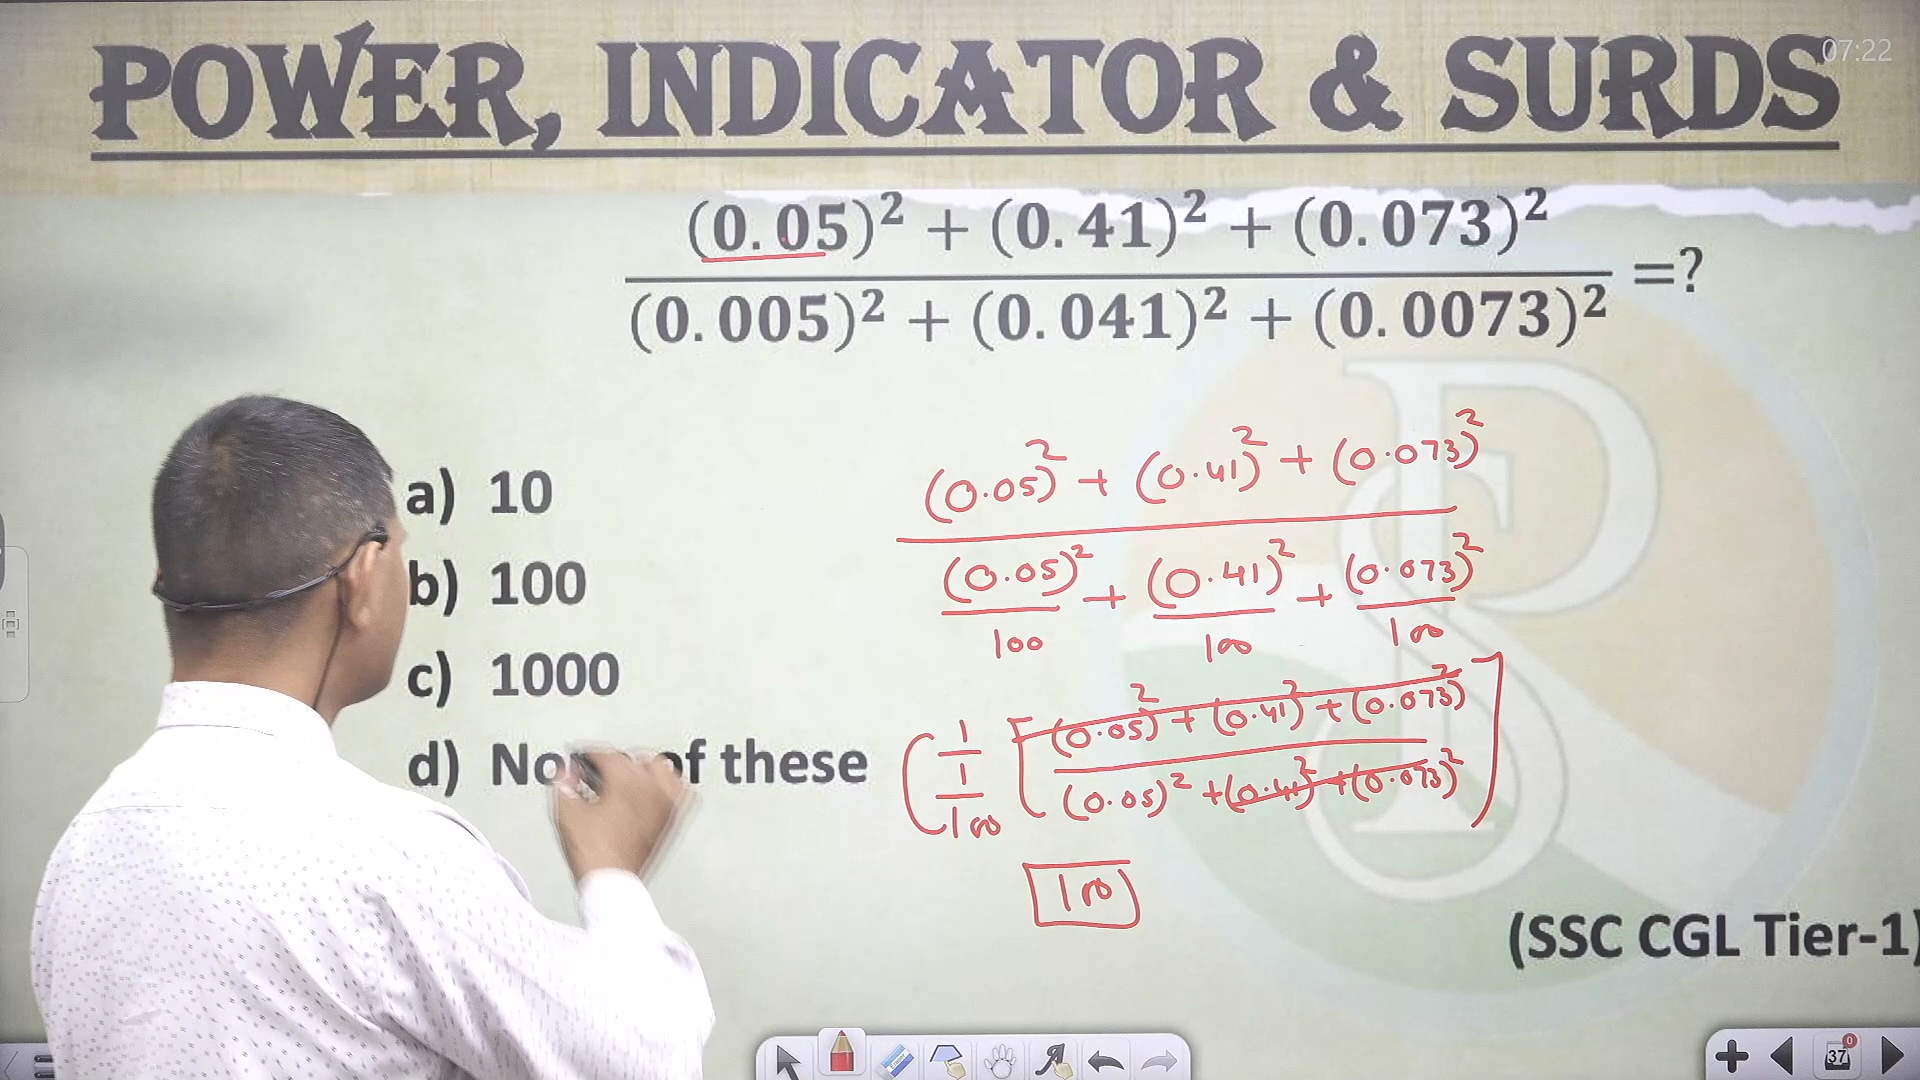 POWER, INDICATOR & SURDS
07:22
(0.05)² + (0.41)² + (0.073)²
(0.005)² + (0.041)² + (0.0073)²
=?
a) 10
b) 100
c) 1000
d) of these
(0.05)² + (0.41)² + (0.073)²
(0.05)² + (0.41)² + (0.073)²
100 100 100
1 [(0.05)² + (0.41)² + (0.073)²]
1 (0.05)² + (0.41)² + (0.073)²
100
100
(SSC CGL Tier-1)
37
0